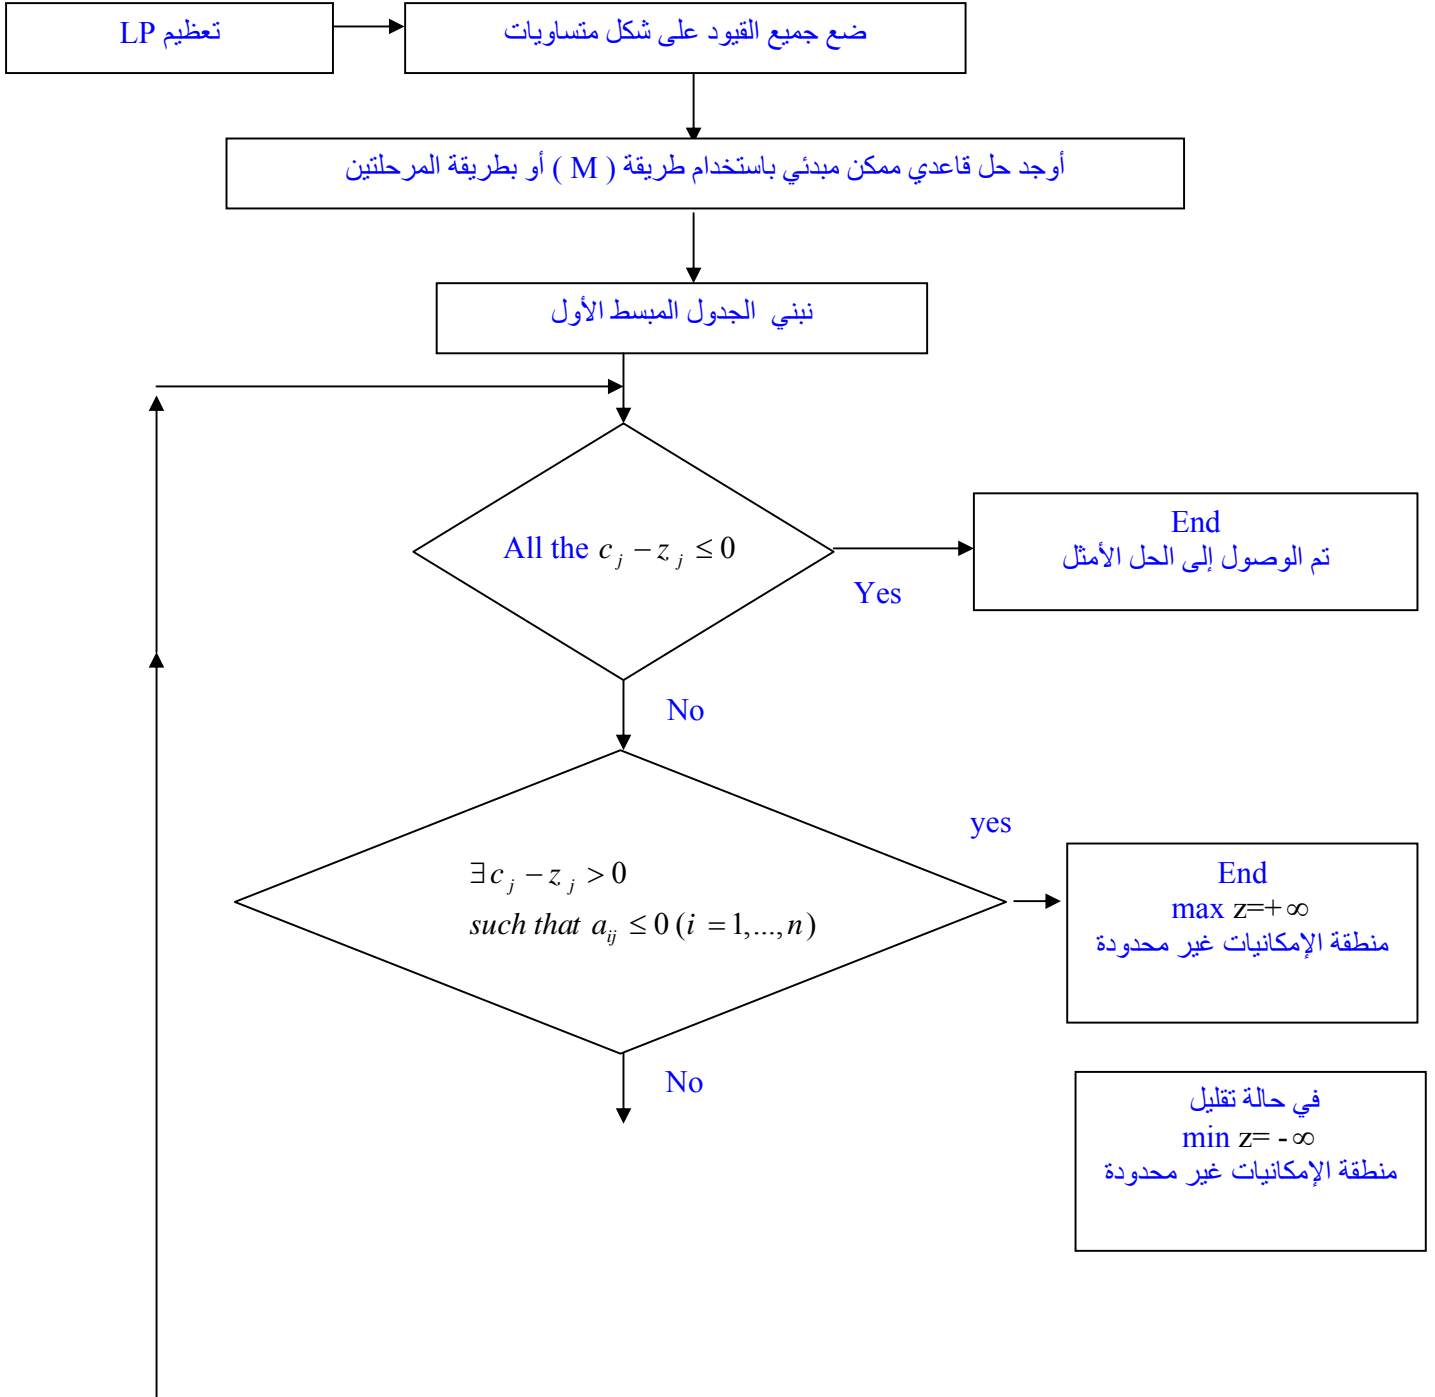 تعظيم LP
ضع جميع القيود على شكل متساويات
أوجد حل قاعدي ممكن مبدئي باستخدام طريقة ( M ) أو بطريقة المرحلتين
نبني الجدول المبسط الأول
All the c_j − z_j ≤ 0
Yes
End
تم الوصول إلى الحل الأمثل
No
∃ c_j − z_j > 0
such that a_ij ≤ 0 (i = 1,...,n)
yes
End
max z=+∞
منطقة الإمكانيات غير محدودة
No
في حالة تقليل
min z= -∞
منطقة الإمكانيات غير محدودة